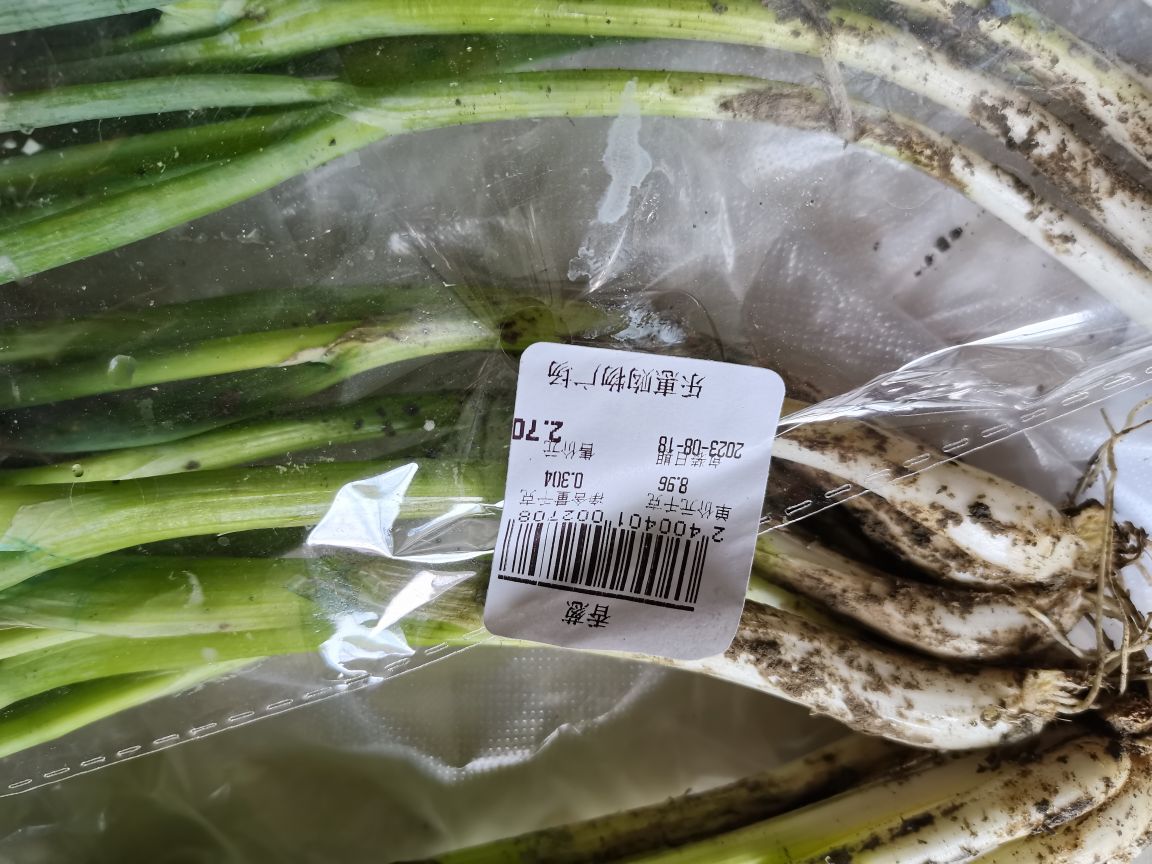 香葱
2 400401 002708
单价元千克 净含量千克
8.96 0.304
包装日期 售价元
2023-08-18 2.70
乐惠购物广场